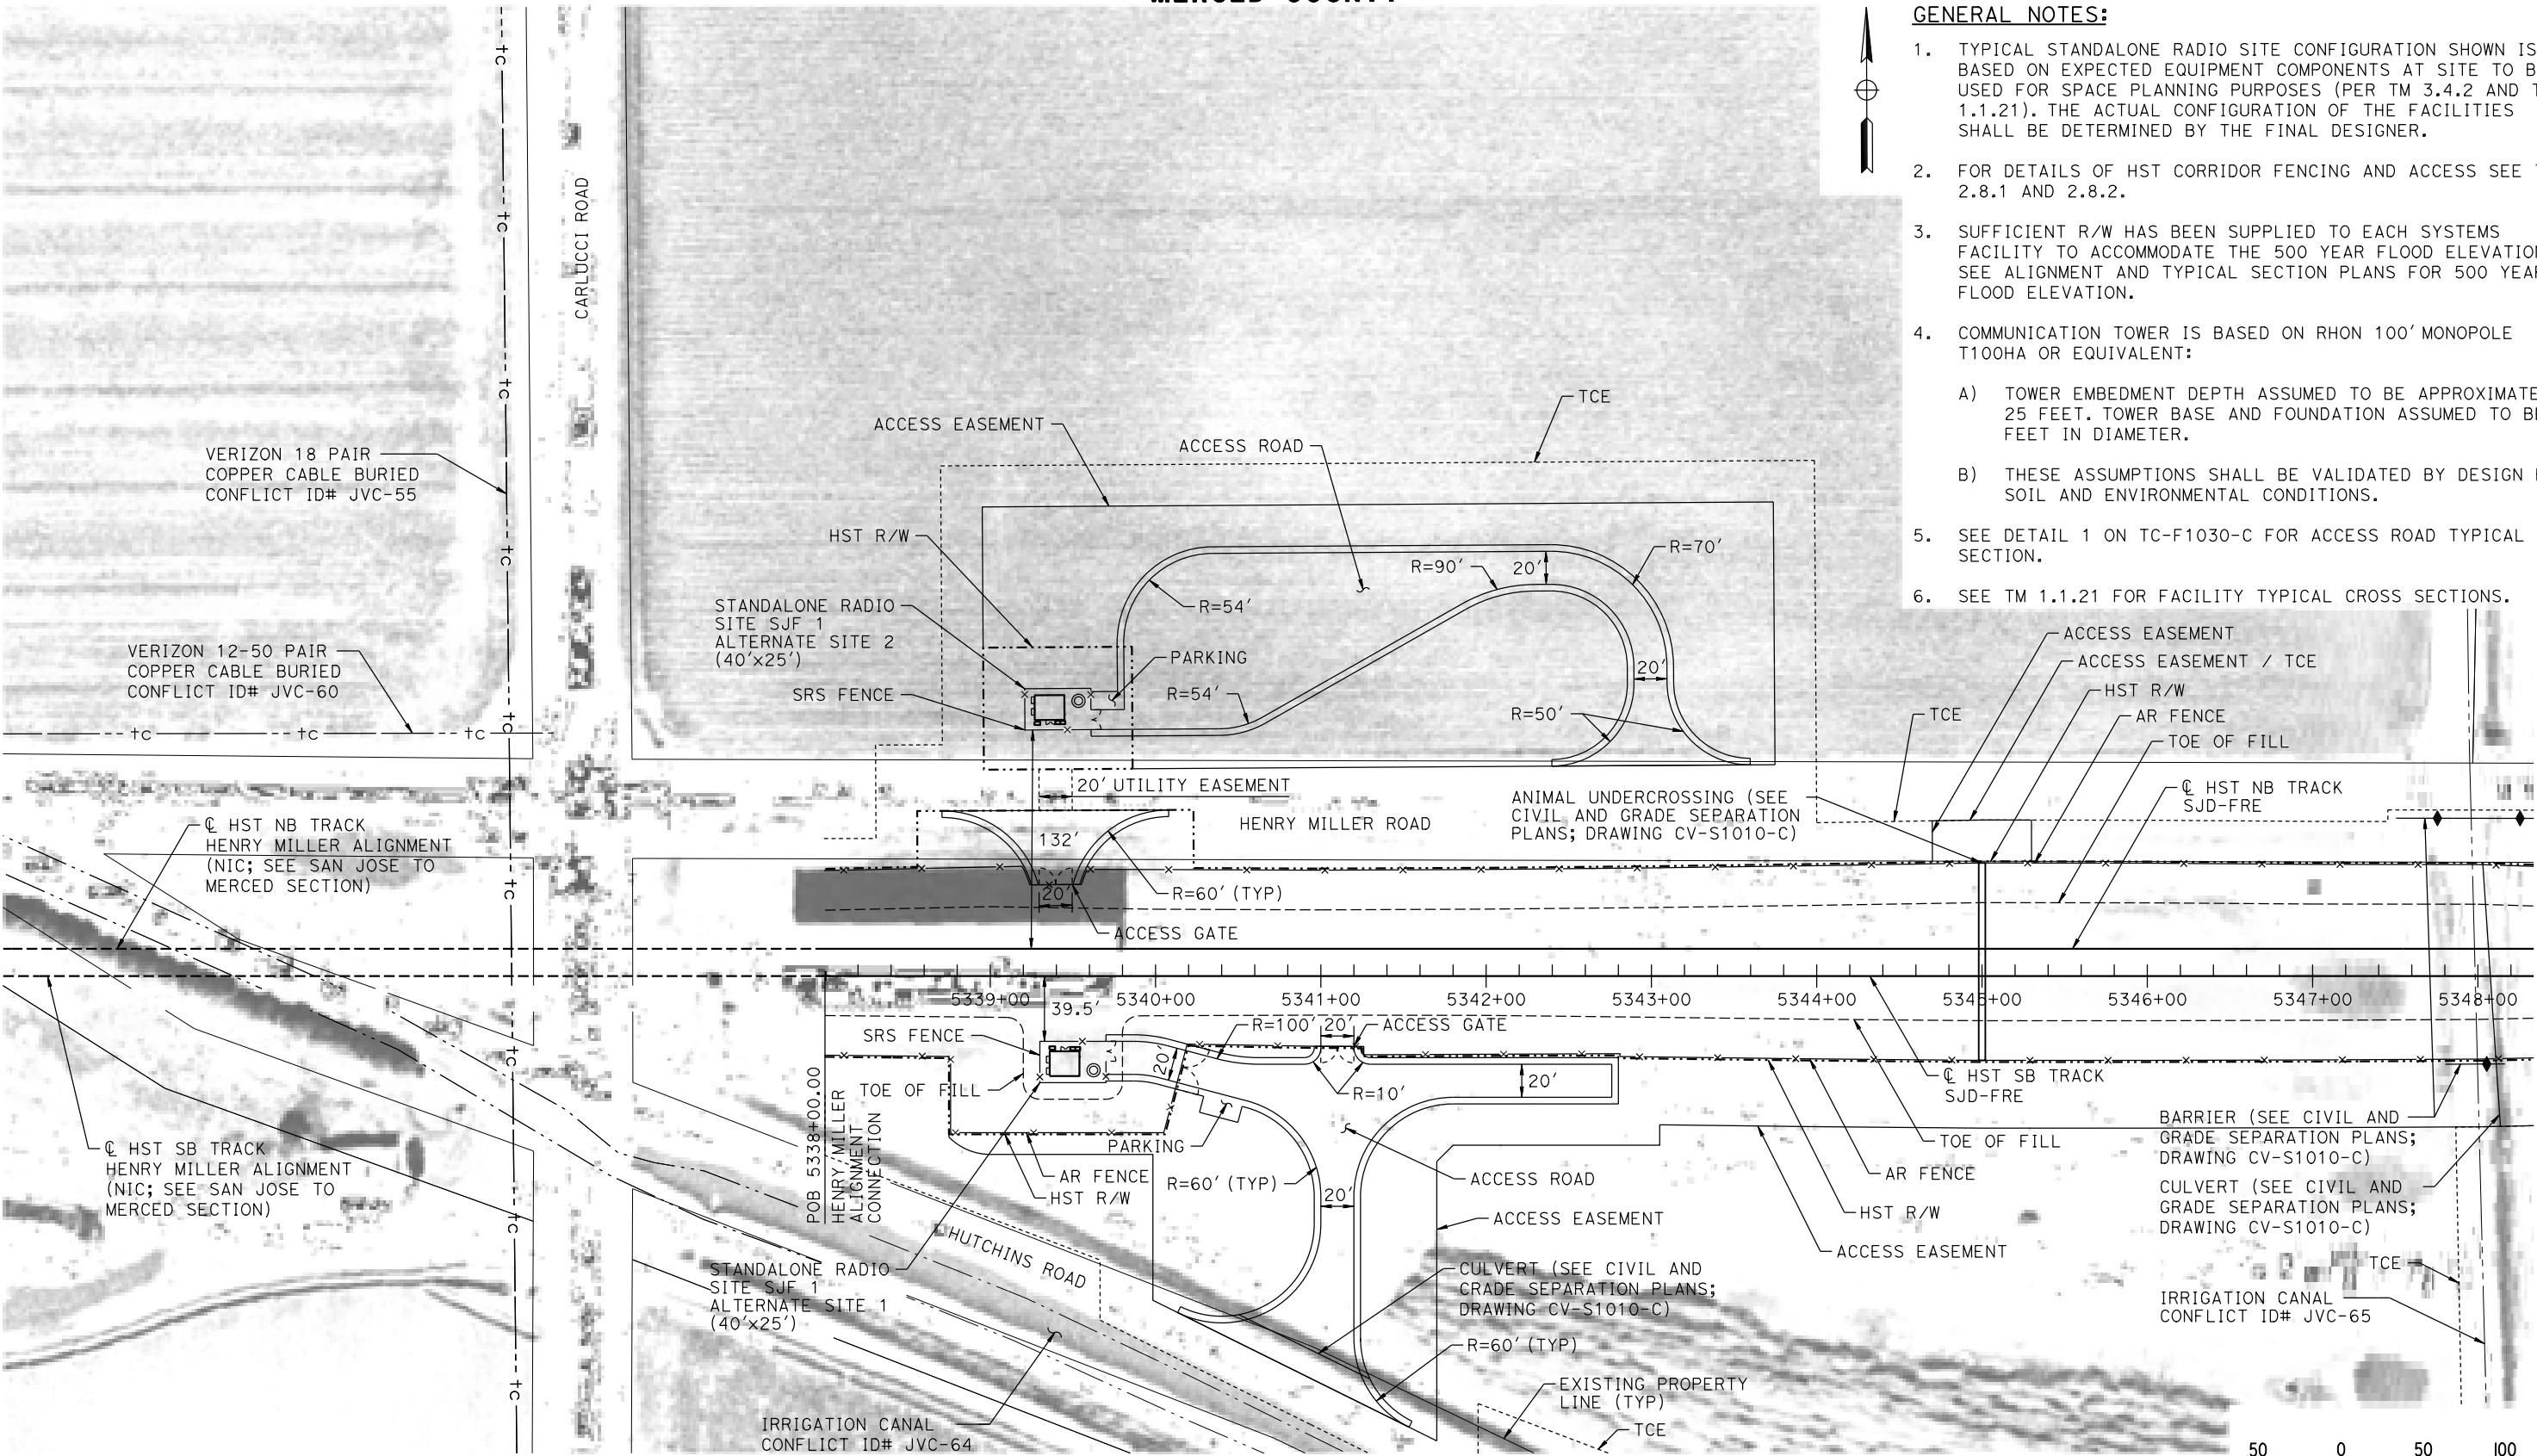 MERCED COUNTY
GENERAL NOTES:
1. TYPICAL STANDALONE RADIO SITE CONFIGURATION SHOWN IS
BASED ON EXPECTED EQUIPMENT COMPONENTS AT SITE TO
USED FOR SPACE PLANNING PURPOSES (PER TM 3.4.2 AND
1.1.21). THE ACTUAL CONFIGURATION OF THE FACILITIES
SHALL BE DETERMINED BY THE FINAL DESIGNER.
2. FOR DETAILS OF HST CORRIDOR FENCING AND ACCESS SEE
2.8.1 AND 2.8.2.
3. SUFFICIENT R/W HAS BEEN SUPPLIED TO EACH SYSTEMS
FACILITY TO ACCOMMODATE THE 500 YEAR FLOOD ELEVATION
SEE ALIGNMENT AND TYPICAL SECTION PLANS FOR 500 YEAR
FLOOD ELEVATION.
4. COMMUNICATION TOWER IS BASED ON RHON 100' MONOPOLE
T100HA OR EQUIVALENT:
A) TOWER EMBEDMENT DEPTH ASSUMED TO BE APPROXIMATE
25 FEET. TOWER BASE AND FOUNDATION ASSUMED TO BE
FEET IN DIAMETER.
B) THESE ASSUMPTIONS SHALL BE VALIDATED BY DESIGN
SOIL AND ENVIRONMENTAL CONDITIONS.
5. SEE DETAIL 1 ON TC-F1030-C FOR ACCESS ROAD TYPICAL
SECTION.
6. SEE TM 1.1.21 FOR FACILITY TYPICAL CROSS SECTIONS.
tc
tc
tc
tc
tc
tc
tc
tc
tc
tc
tc
tc
CARLUCCI ROAD
VERIZON 18 PAIR
COPPER CABLE BURIED
CONFLICT ID# JVC-55
VERIZON 12-50 PAIR
COPPER CABLE BURIED
CONFLICT ID# JVC-60
ACCESS EASEMENT
ACCESS ROAD
TCE
HST R/W
R=70'
R=90'
20'
R=54'
STANDALONE RADIO
SITE SJF 1
ALTERNATE SITE 2
(40'x25')
PARKING
SRS FENCE
R=54'
20'
R=50'
TCE
ACCESS EASEMENT
ACCESS EASEMENT / TCE
HST R/W
AR FENCE
TOE OF FILL
℄ HST NB TRACK
SJD-FRE
20' UTILITY EASEMENT
ANIMAL UNDERCROSSING (SEE
CIVIL AND GRADE SEPARATION
PLANS; DRAWING CV-S1010-C)
HENRY MILLER ROAD
132'
℄ HST NB TRACK
HENRY MILLER ALIGNMENT
(NIC; SEE SAN JOSE TO
MERCED SECTION)
R=60' (TYP)
20'
ACCESS GATE
5339+00
5340+00
5341+00
5342+00
5343+00
5344+00
5345+00
5346+00
5347+00
5348+00
39.5'
SRS FENCE
R=100'
20'
ACCESS GATE
20'
TOE OF FILL
R=10'
20'
℄ HST SB TRACK
SJD-FRE
POB 5338+00.00
HENRY MILLER
ALIGNMENT
CONNECTION
℄ HST SB TRACK
HENRY MILLER ALIGNMENT
(NIC; SEE SAN JOSE TO
MERCED SECTION)
PARKING
AR FENCE
HST R/W
R=60' (TYP)
20'
ACCESS ROAD
ACCESS EASEMENT
TOE OF FILL
AR FENCE
HST R/W
ACCESS EASEMENT
BARRIER (SEE CIVIL AND
GRADE SEPARATION PLANS;
DRAWING CV-S1010-C)
CULVERT (SEE CIVIL AND
GRADE SEPARATION PLANS;
DRAWING CV-S1010-C)
HUTCHINS ROAD
STANDALONE RADIO
SITE SJF 1
ALTERNATE SITE 1
(40'x25')
CULVERT (SEE CIVIL AND
CRADE SEPARATION PLANS;
DRAWING CV-S1010-C)
R=60' (TYP)
TCE
IRRIGATION CANAL
CONFLICT ID# JVC-65
EXISTING PROPERTY
LINE (TYP)
TCE
IRRIGATION CANAL
CONFLICT ID# JVC-64
50 0 50 100